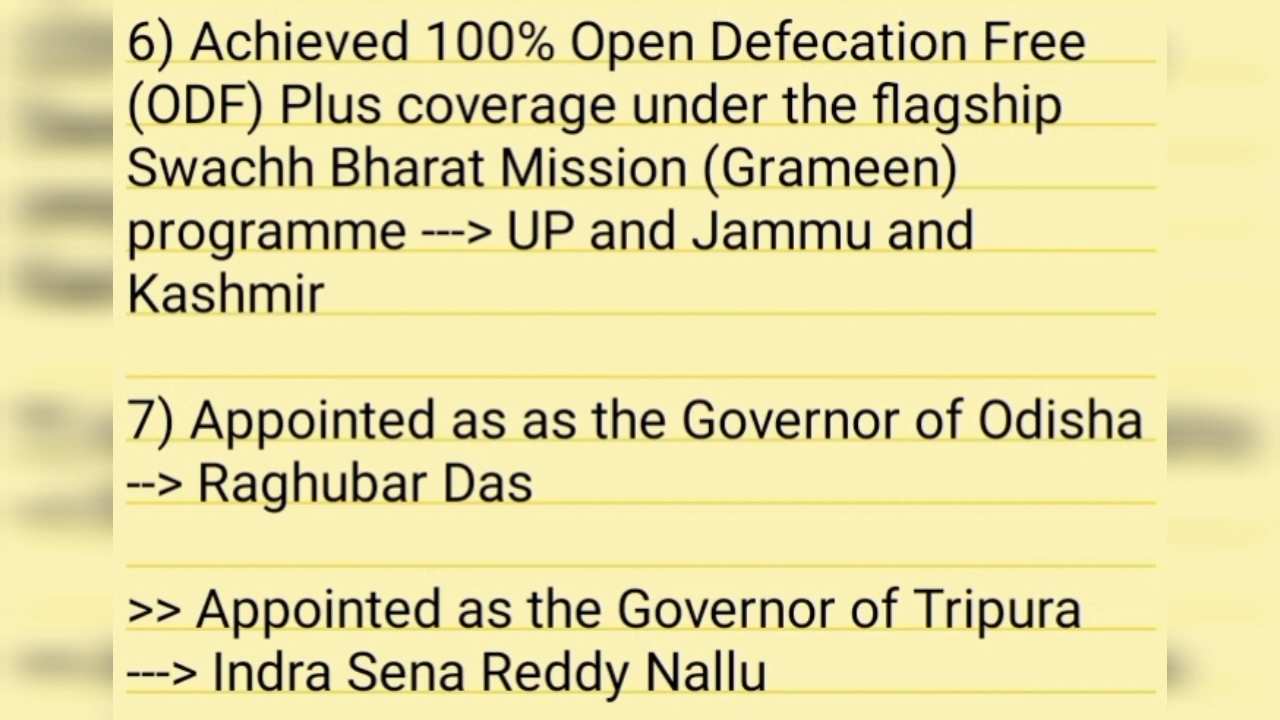 6) Achieved 100% Open Defecation Free
(ODF) Plus coverage under the flagship
Swachh Bharat Mission (Grameen)
programme ---> UP and Jammu and
Kashmir
7) Appointed as as the Governor of Odisha
--> Raghubar Das
>> Appointed as the Governor of Tripura
---> Indra Sena Reddy Nallu